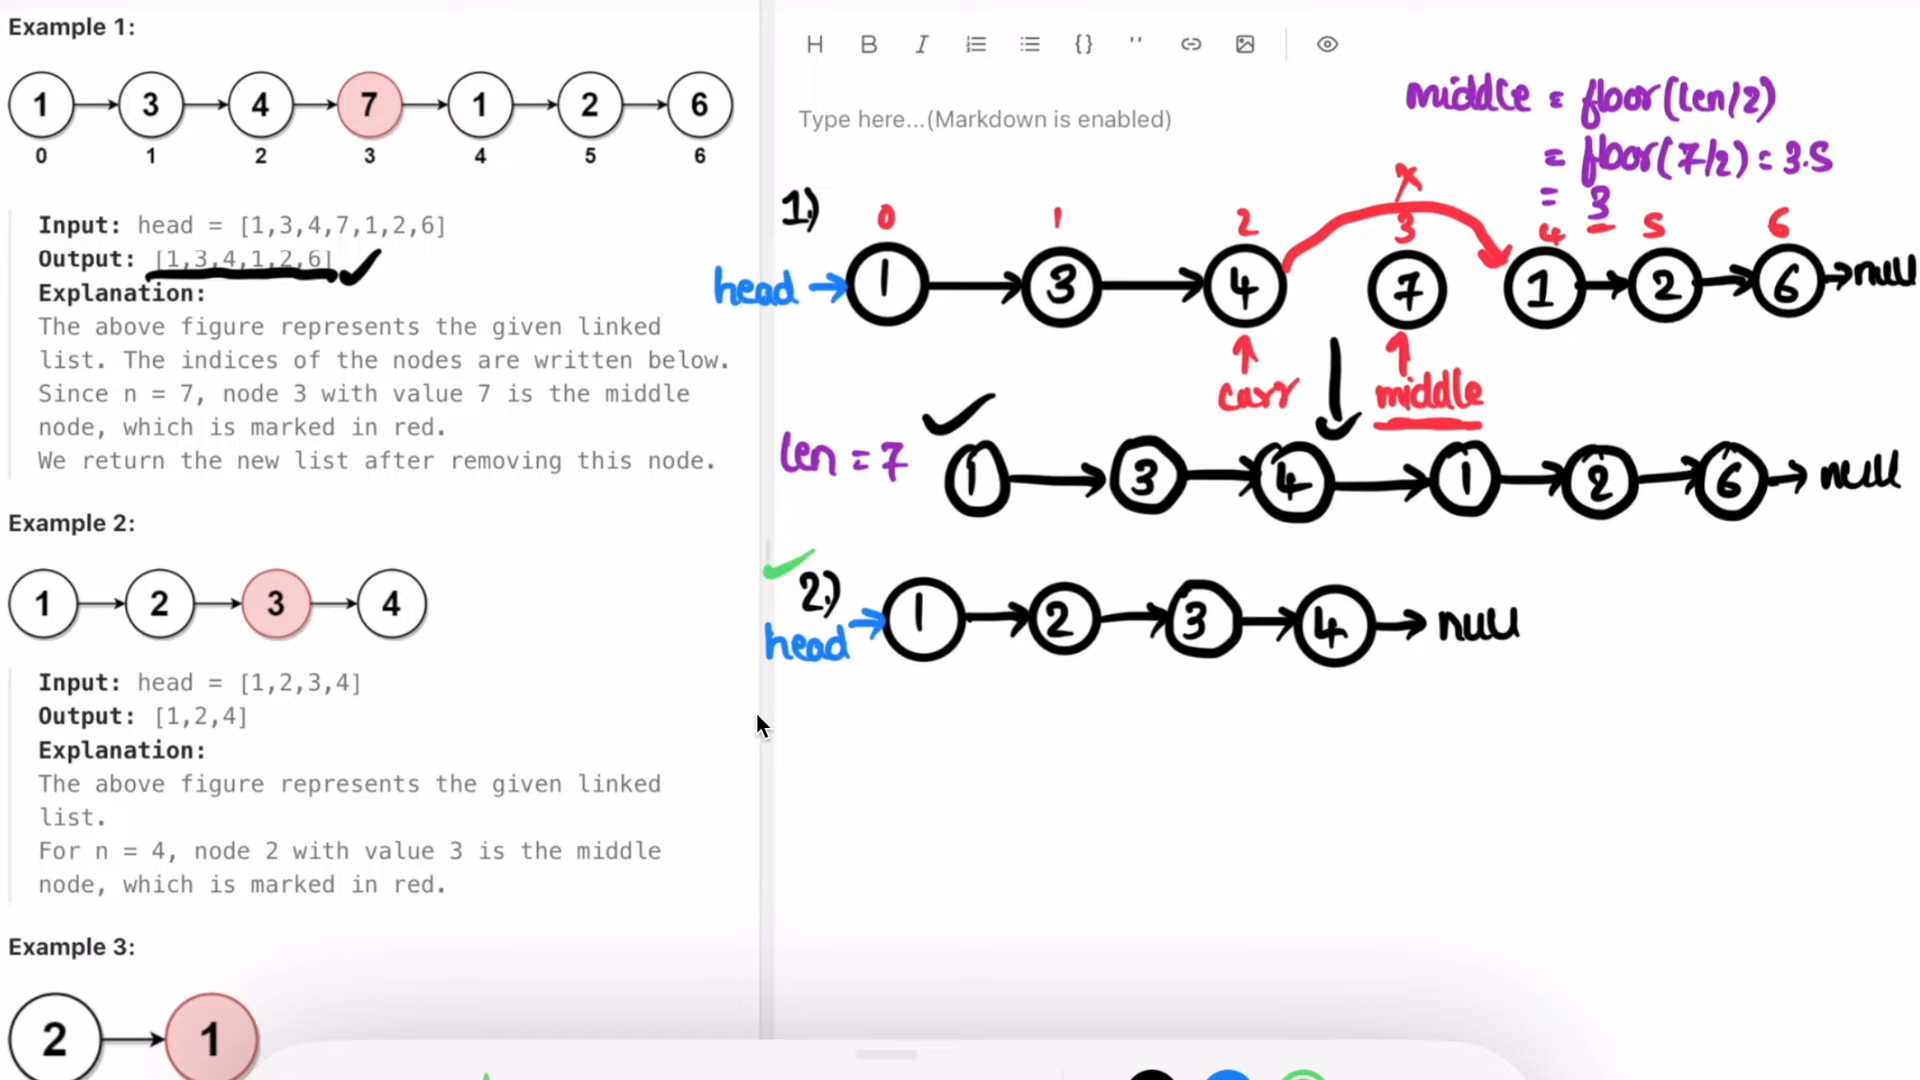 Example 1:
1 3 4 7 1 2 6
0 1 2 3 4 5 6
Input: head = [1,3,4,7,1,2,6]
Output: [1,3,4,1,2,6]
Explanation:
The above figure represents the given linked
list. The indices of the nodes are written below.
Since n = 7, node 3 with value 7 is the middle
node, which is marked in red.
We return the new list after removing this node.
Example 2:
1 2 3 4
Input: head = [1,2,3,4]
Output: [1,2,4]
Explanation:
The above figure represents the given linked
list.
For n = 4, node 2 with value 3 is the middle
node, which is marked in red.
Example 3:
2 1
H B I {} ''
Type here...(Markdown is enabled)
middle = floor(len/2)
= floor(7/2) = 3.5
= 3
1)
0 1 2 3 4 5 6
head 1 3 4 7 1 2 6 null
curr middle
len = 7
1 3 4 1 2 6 null
2)
head 1 2 3 4 null